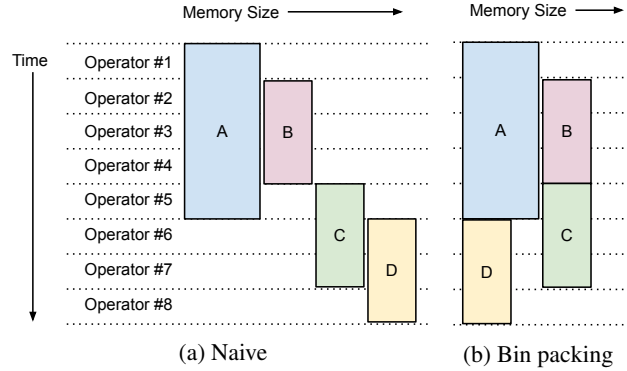 Memory Size
Memory Size
Time
Operator #1
Operator #2
Operator #3
Operator #4
Operator #5
Operator #6
Operator #7
Operator #8
A
B
C
D
A
B
C
D
(a) Naive
(b) Bin packing